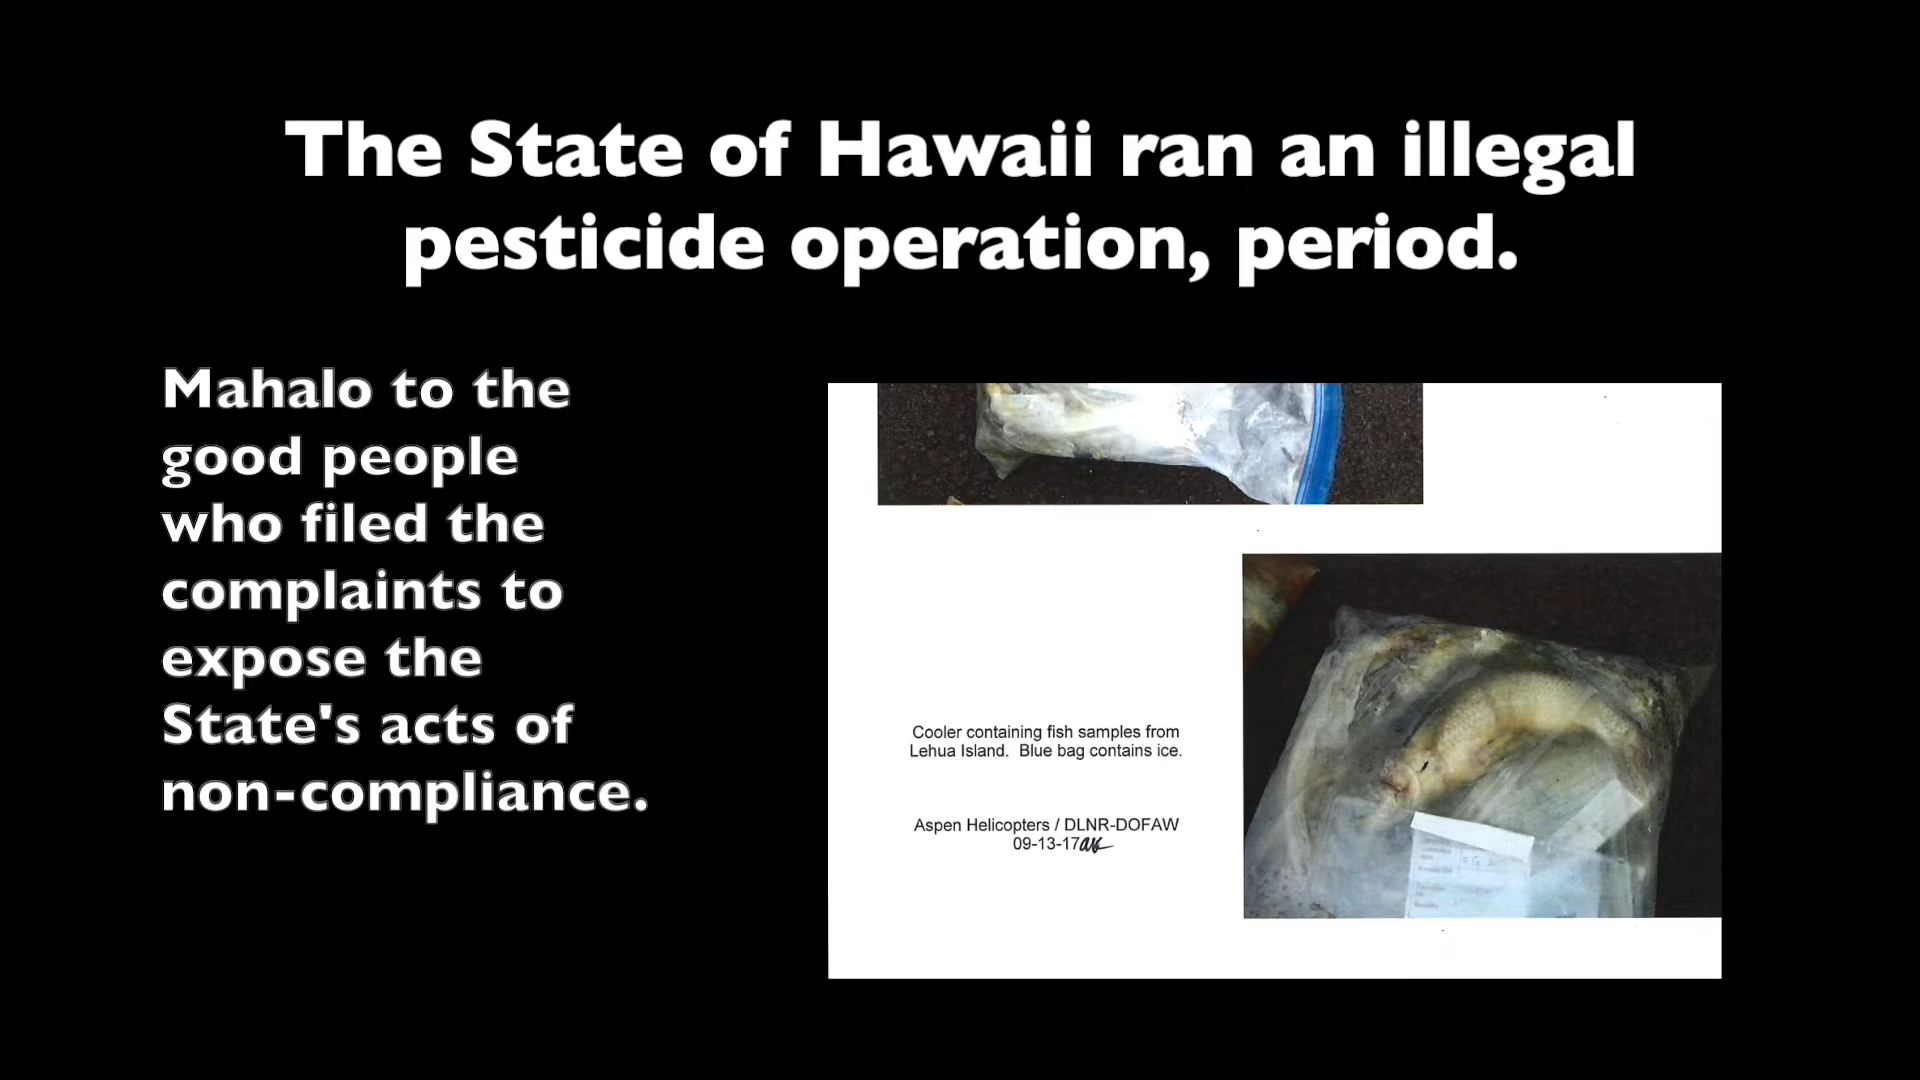 The State of Hawaii ran an illegal
pesticide operation, period.
Mahalo to the
good people
who filed the
complaints to
expose the
State's acts of
non-compliance.
Cooler containing fish samples from
Lehua Island. Blue bag contains ice.
Aspen Helicopters / DLNR-DOFAW
09-13-17